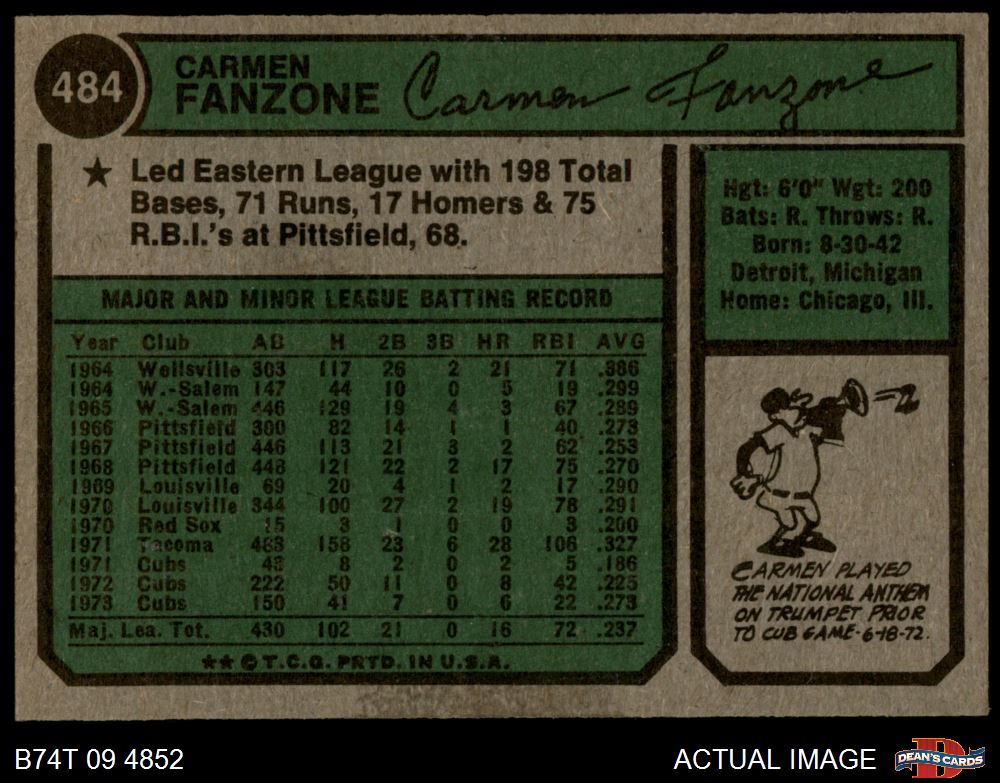 484
CARMEN
FANZONE
Carmen Fanzone
★ Led Eastern League with 198 Total
Bases, 71 Runs, 17 Homers & 75
R.B.I.'s at Pittsfield, 68.
MAJOR AND MINOR LEAGUE BATTING RECORD
Year Club AB H 2B 3B HR RBI AVG
1964 Wellsville 303 117 26 2 21 71 .386
1964 W.-Salem 147 44 10 0 5 19 .299
1965 W.-Salem 446 129 19 4 3 67 .289
1966 Pittsfield 300 82 14 1 1 40 .273
1967 Pittsfield 446 113 21 3 2 62 .253
1968 Pittsfield 448 121 22 2 17 75 .270
1969 Louisville 69 20 4 1 2 17 .290
1970 Louisville 344 100 27 2 19 78 .291
1970 Red Sox 15 3 1 0 0 3 .200
1971 Tacoma 483 158 23 6 28 106 .327
1971 Cubs 43 8 2 0 2 5 .186
1972 Cubs 222 50 11 0 8 42 .225
1973 Cubs 150 41 7 0 6 22 .273
Maj. Lea. Tot. 430 102 21 0 16 72 .237
★★ © T.C.G. PRTD. IN U.S.A.
Hgt: 6'0" Wgt: 200
Bats: R. Throws: R.
Born: 8-30-42
Detroit, Michigan
Home: Chicago, Ill.
CARMEN PLAYED
THE NATIONAL ANTHEM
ON TRUMPET PRIOR
TO CUB GAME-6-18-72.
B74T 09 4852
ACTUAL IMAGE
D
DEAN'S CARDS